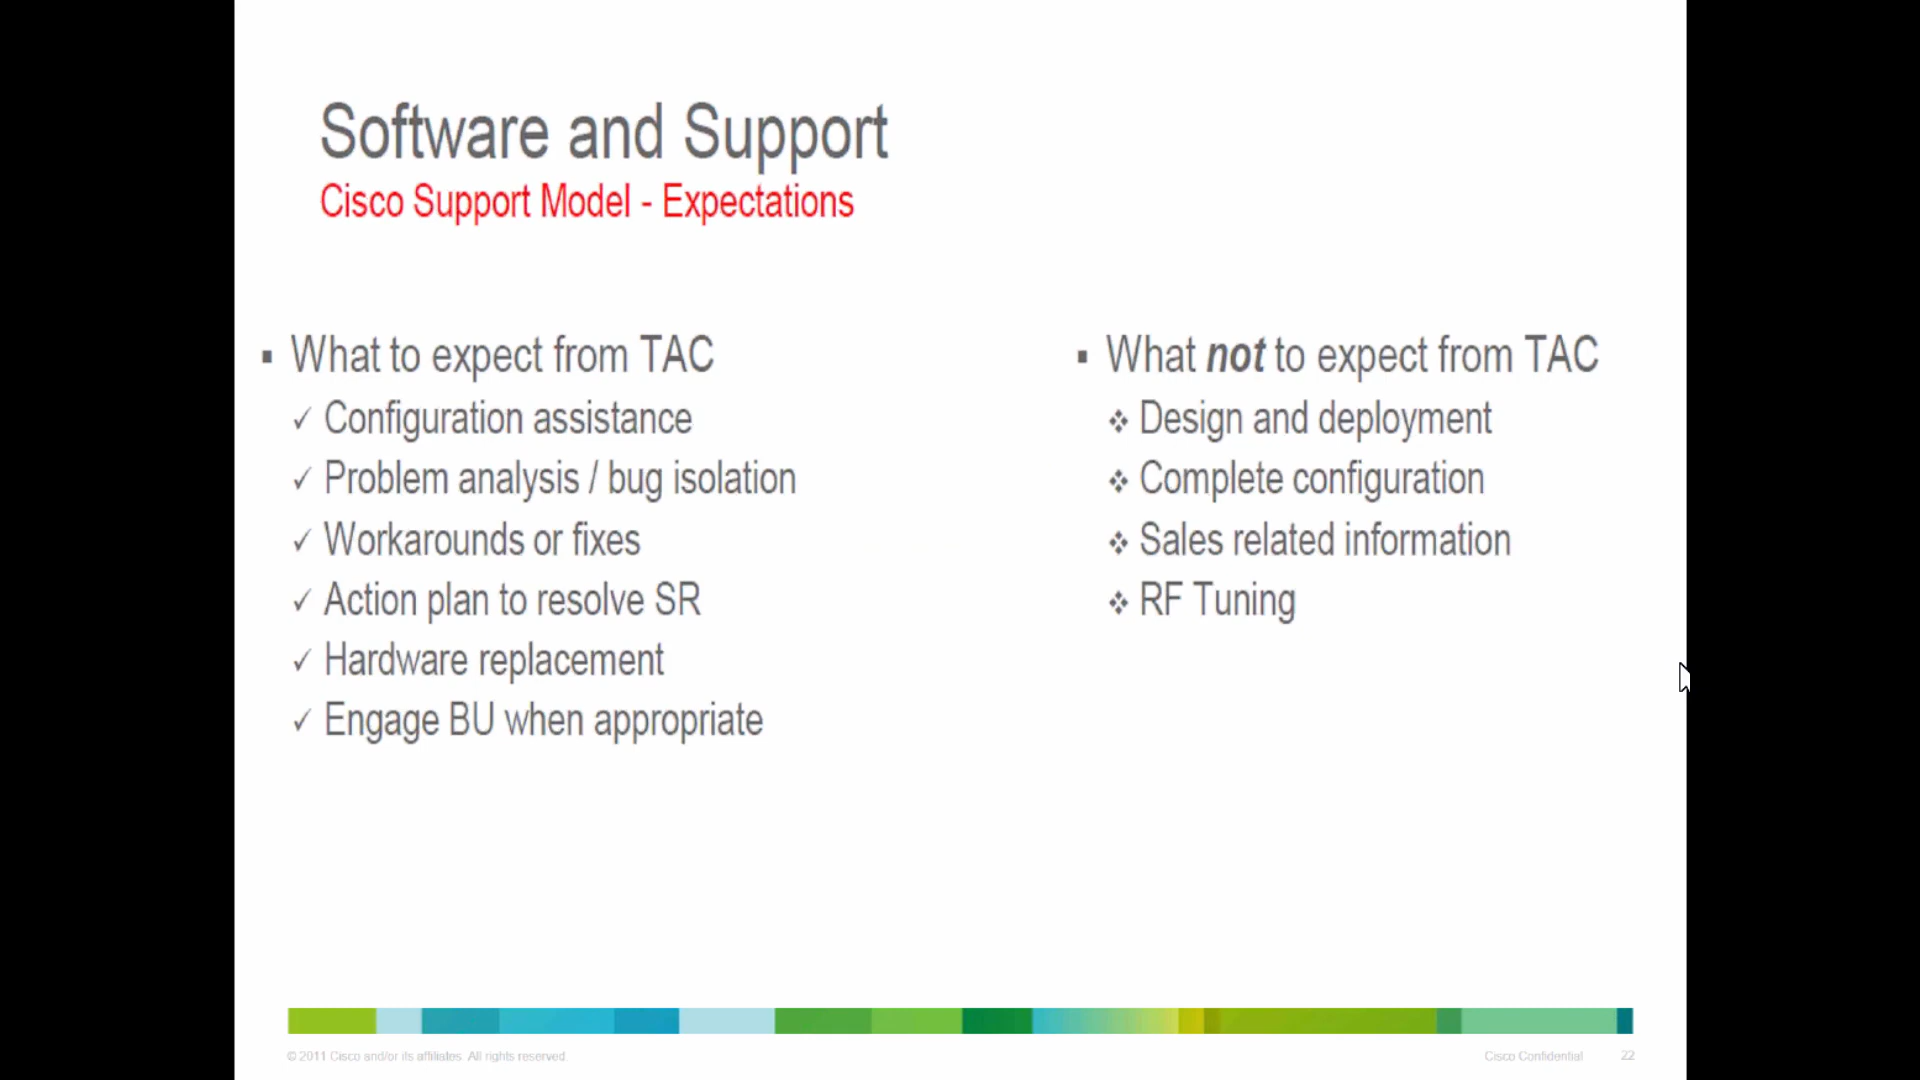 Software and Support
Cisco Support Model - Expectations
▪ What to expect from TAC
✓ Configuration assistance
✓ Problem analysis / bug isolation
✓ Workarounds or fixes
✓ Action plan to resolve SR
✓ Hardware replacement
✓ Engage BU when appropriate
▪ What not to expect from TAC
❖ Design and deployment
❖ Complete configuration
❖ Sales related information
❖ RF Tuning
© 2011 Cisco and/or its affiliates. All rights reserved.
Cisco Confidential
22